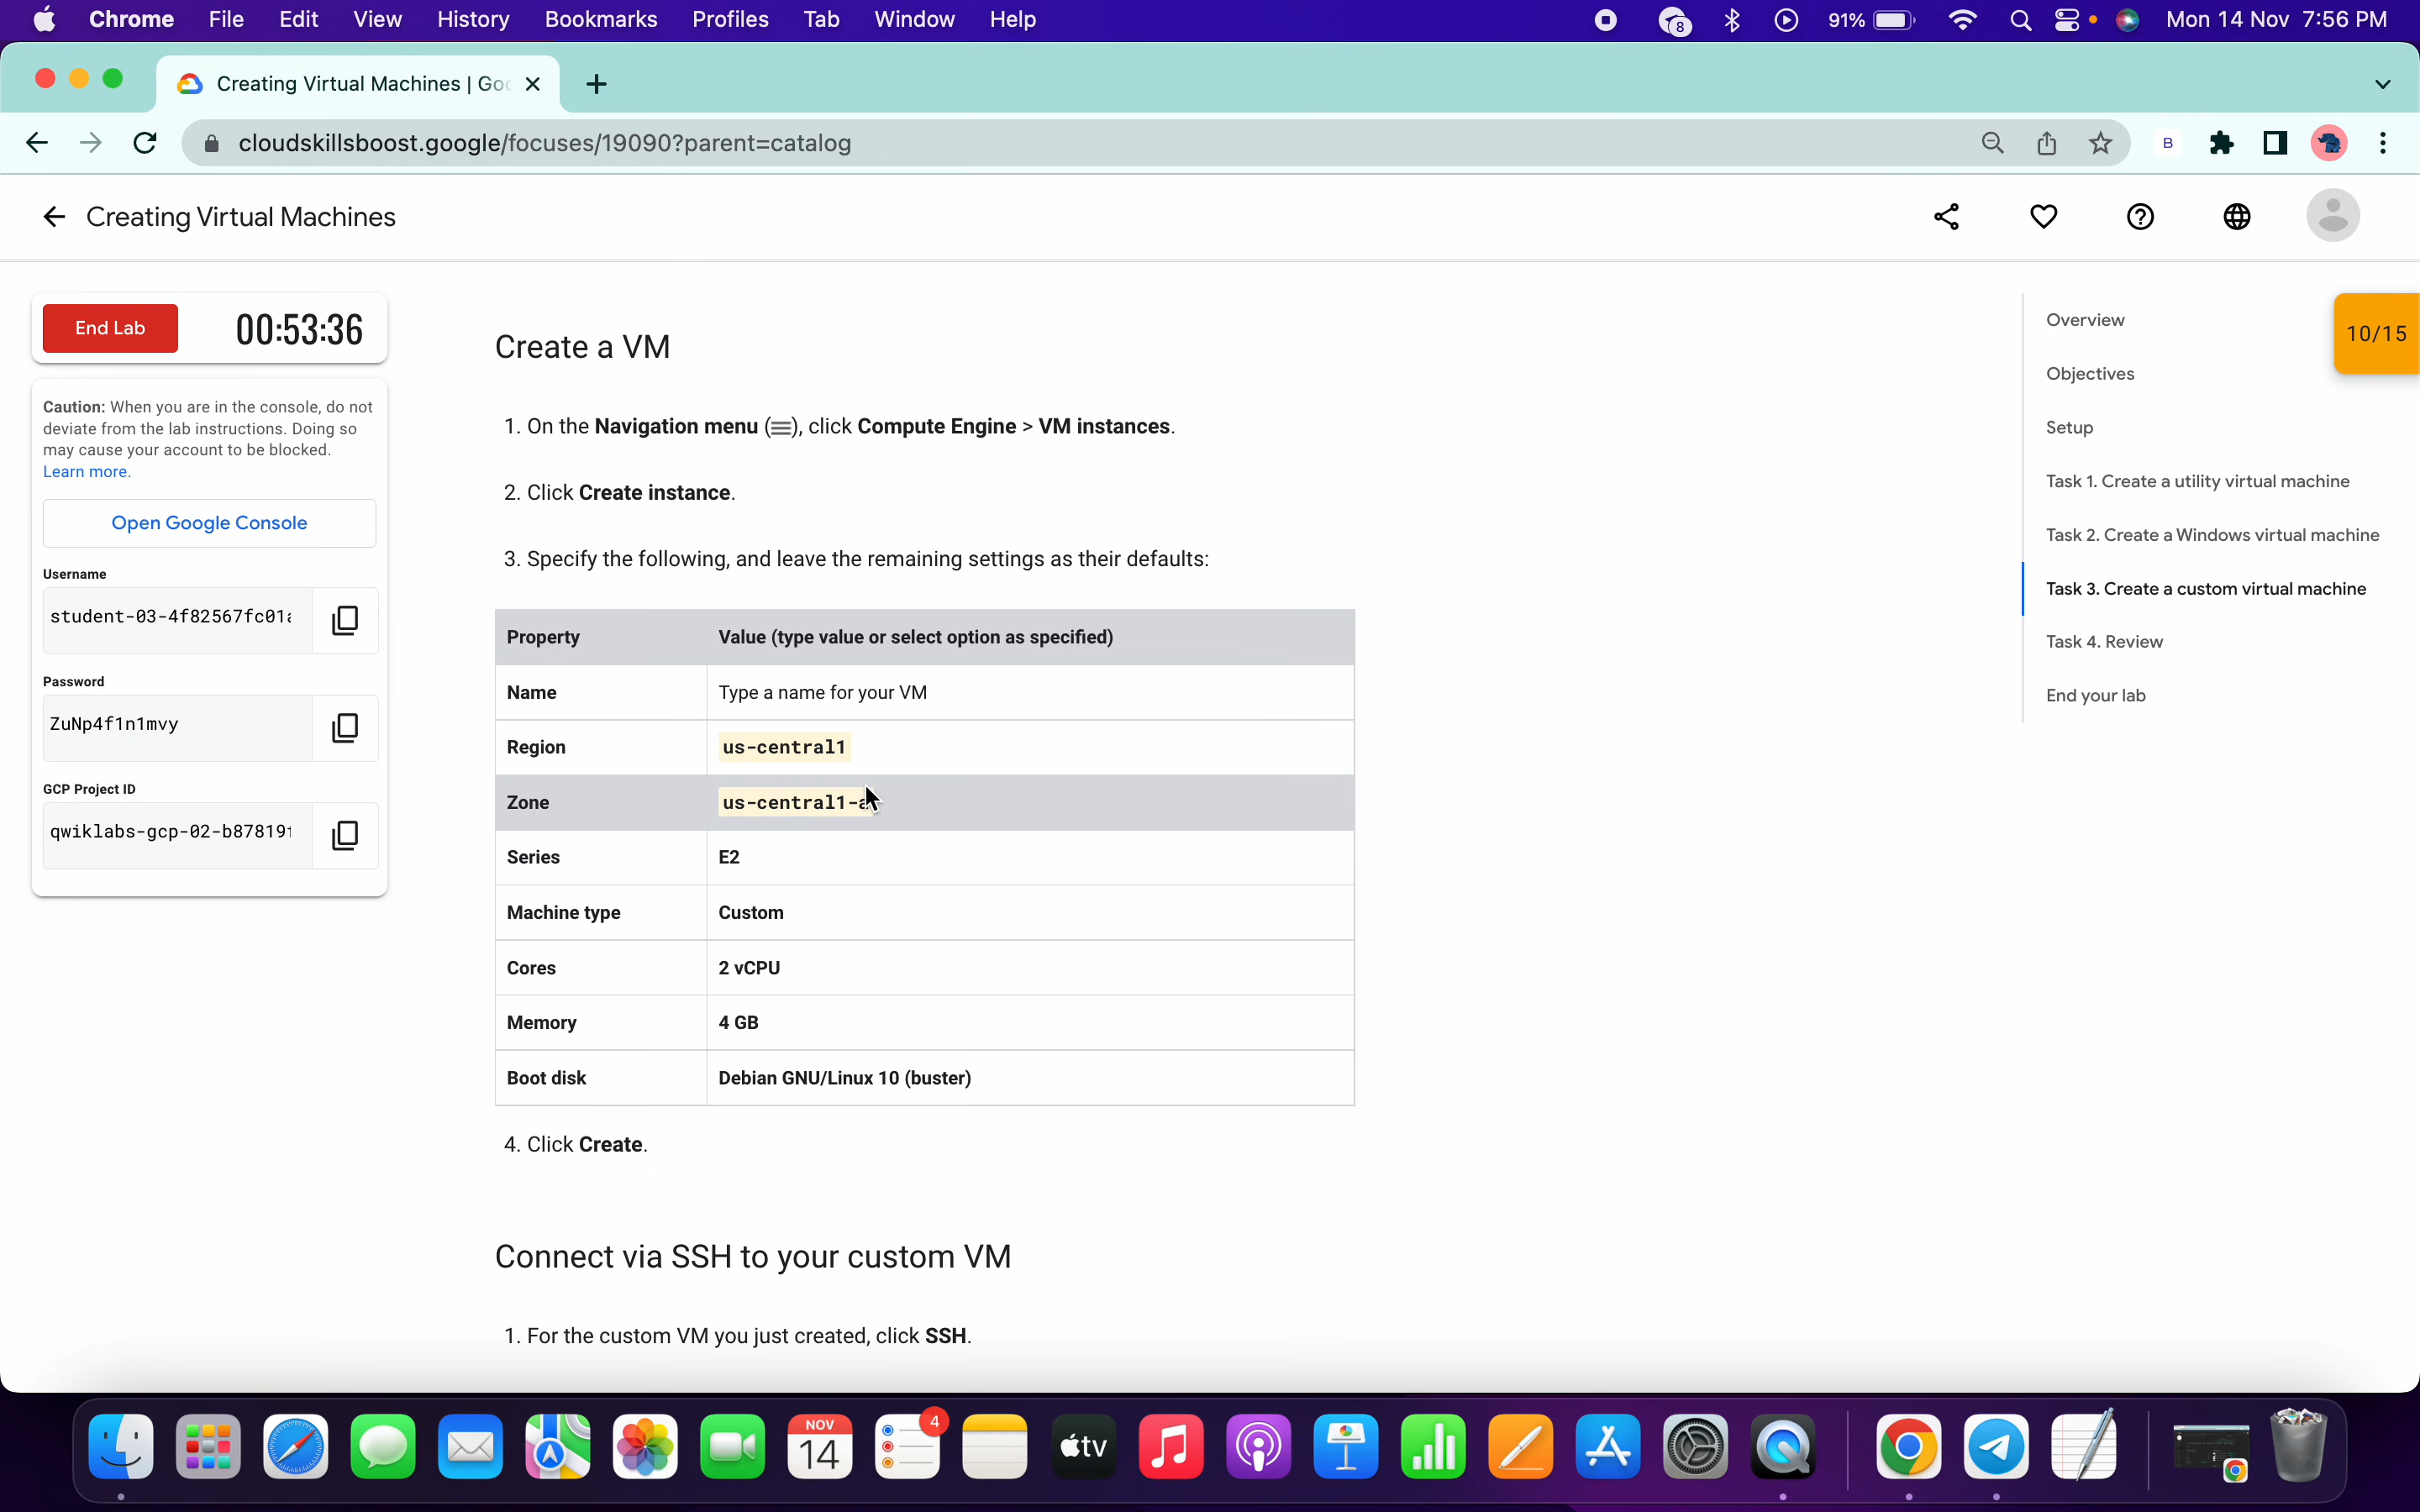 Chrome File Edit View History Bookmarks Profiles Tab Window Help 8 91% Mon 14 Nov 7:56 PM
Creating Virtual Machines | Goo
cloudskillsboost.google/focuses/19090?parent=catalog B
Creating Virtual Machines
End Lab 00:53:36
Caution: When you are in the console, do not
deviate from the lab instructions. Doing so
may cause your account to be blocked.
Learn more.
Open Google Console
Username
student-03-4f82567fc01a
Password
ZuNp4f1n1mvy
GCP Project ID
qwiklabs-gcp-02-b87819f
Create a VM
1. On the Navigation menu (≡), click Compute Engine > VM instances.
2. Click Create instance.
3. Specify the following, and leave the remaining settings as their defaults:
Property Value (type value or select option as specified)
Name Type a name for your VM
Region us-central1
Zone us-central1-a
Series E2
Machine type Custom
Cores 2 vCPU
Memory 4 GB
Boot disk Debian GNU/Linux 10 (buster)
4. Click Create.
Connect via SSH to your custom VM
1. For the custom VM you just created, click SSH.
Overview
Objectives
Setup
Task 1. Create a utility virtual machine
Task 2. Create a Windows virtual machine
Task 3. Create a custom virtual machine
Task 4. Review
End your lab
10/15
NOV
14
4
tv